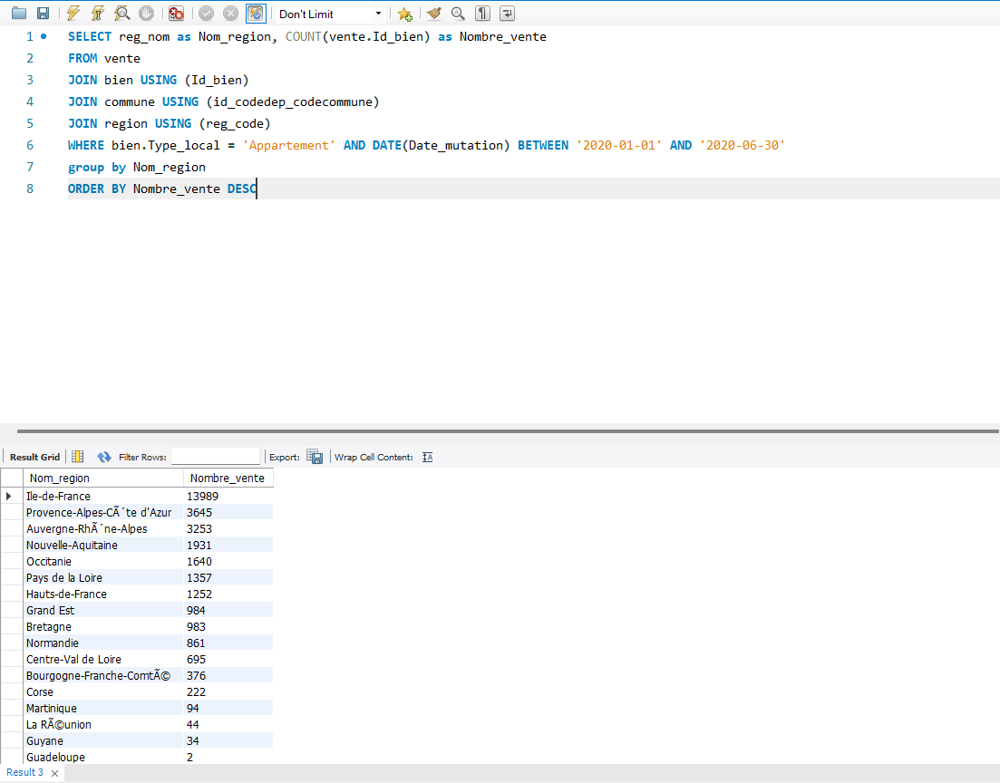 Don't Limit
1 SELECT reg_nom as Nom_region, COUNT(vente.Id_bien) as Nombre_vente
2 FROM vente
3 JOIN bien USING (Id_bien)
4 JOIN commune USING (id_codedep_codecommune)
5 JOIN region USING (reg_code)
6 WHERE bien.Type_local = 'Appartement' AND DATE(Date_mutation) BETWEEN '2020-01-01' AND '2020-06-30'
7 group by Nom_region
8 ORDER BY Nombre_vente DESC
Result Grid Filter Rows: Export: Wrap Cell Content: IA
Nom_region Nombre_vente
Ile-de-France 13989
Provence-Alpes-CÃ´te d'Azur 3645
Auvergne-RhÃ´ne-Alpes 3253
Nouvelle-Aquitaine 1931
Occitanie 1640
Pays de la Loire 1357
Hauts-de-France 1252
Grand Est 984
Bretagne 983
Normandie 861
Centre-Val de Loire 695
Bourgogne-Franche-ComtÃ© 376
Corse 222
Martinique 94
La RÃ©union 44
Guyane 34
Guadeloupe 2
Result 3